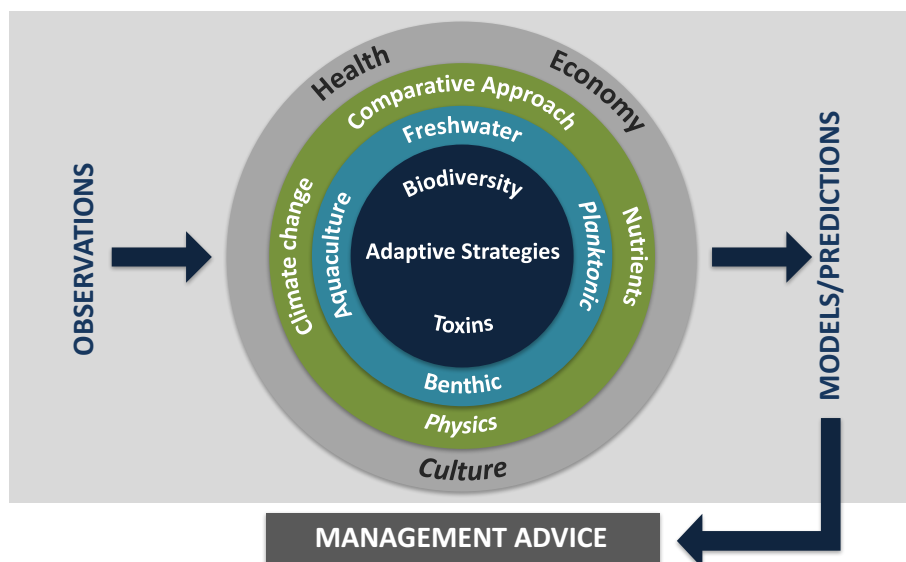 OBSERVATIONS
Health
Economy
Culture
Comparative Approach
Climate change
Nutrients
Physics
Freshwater
Aquaculture
Planktonic
Benthic
Biodiversity
Adaptive Strategies
Toxins
MODELS/PREDICTIONS
MANAGEMENT ADVICE